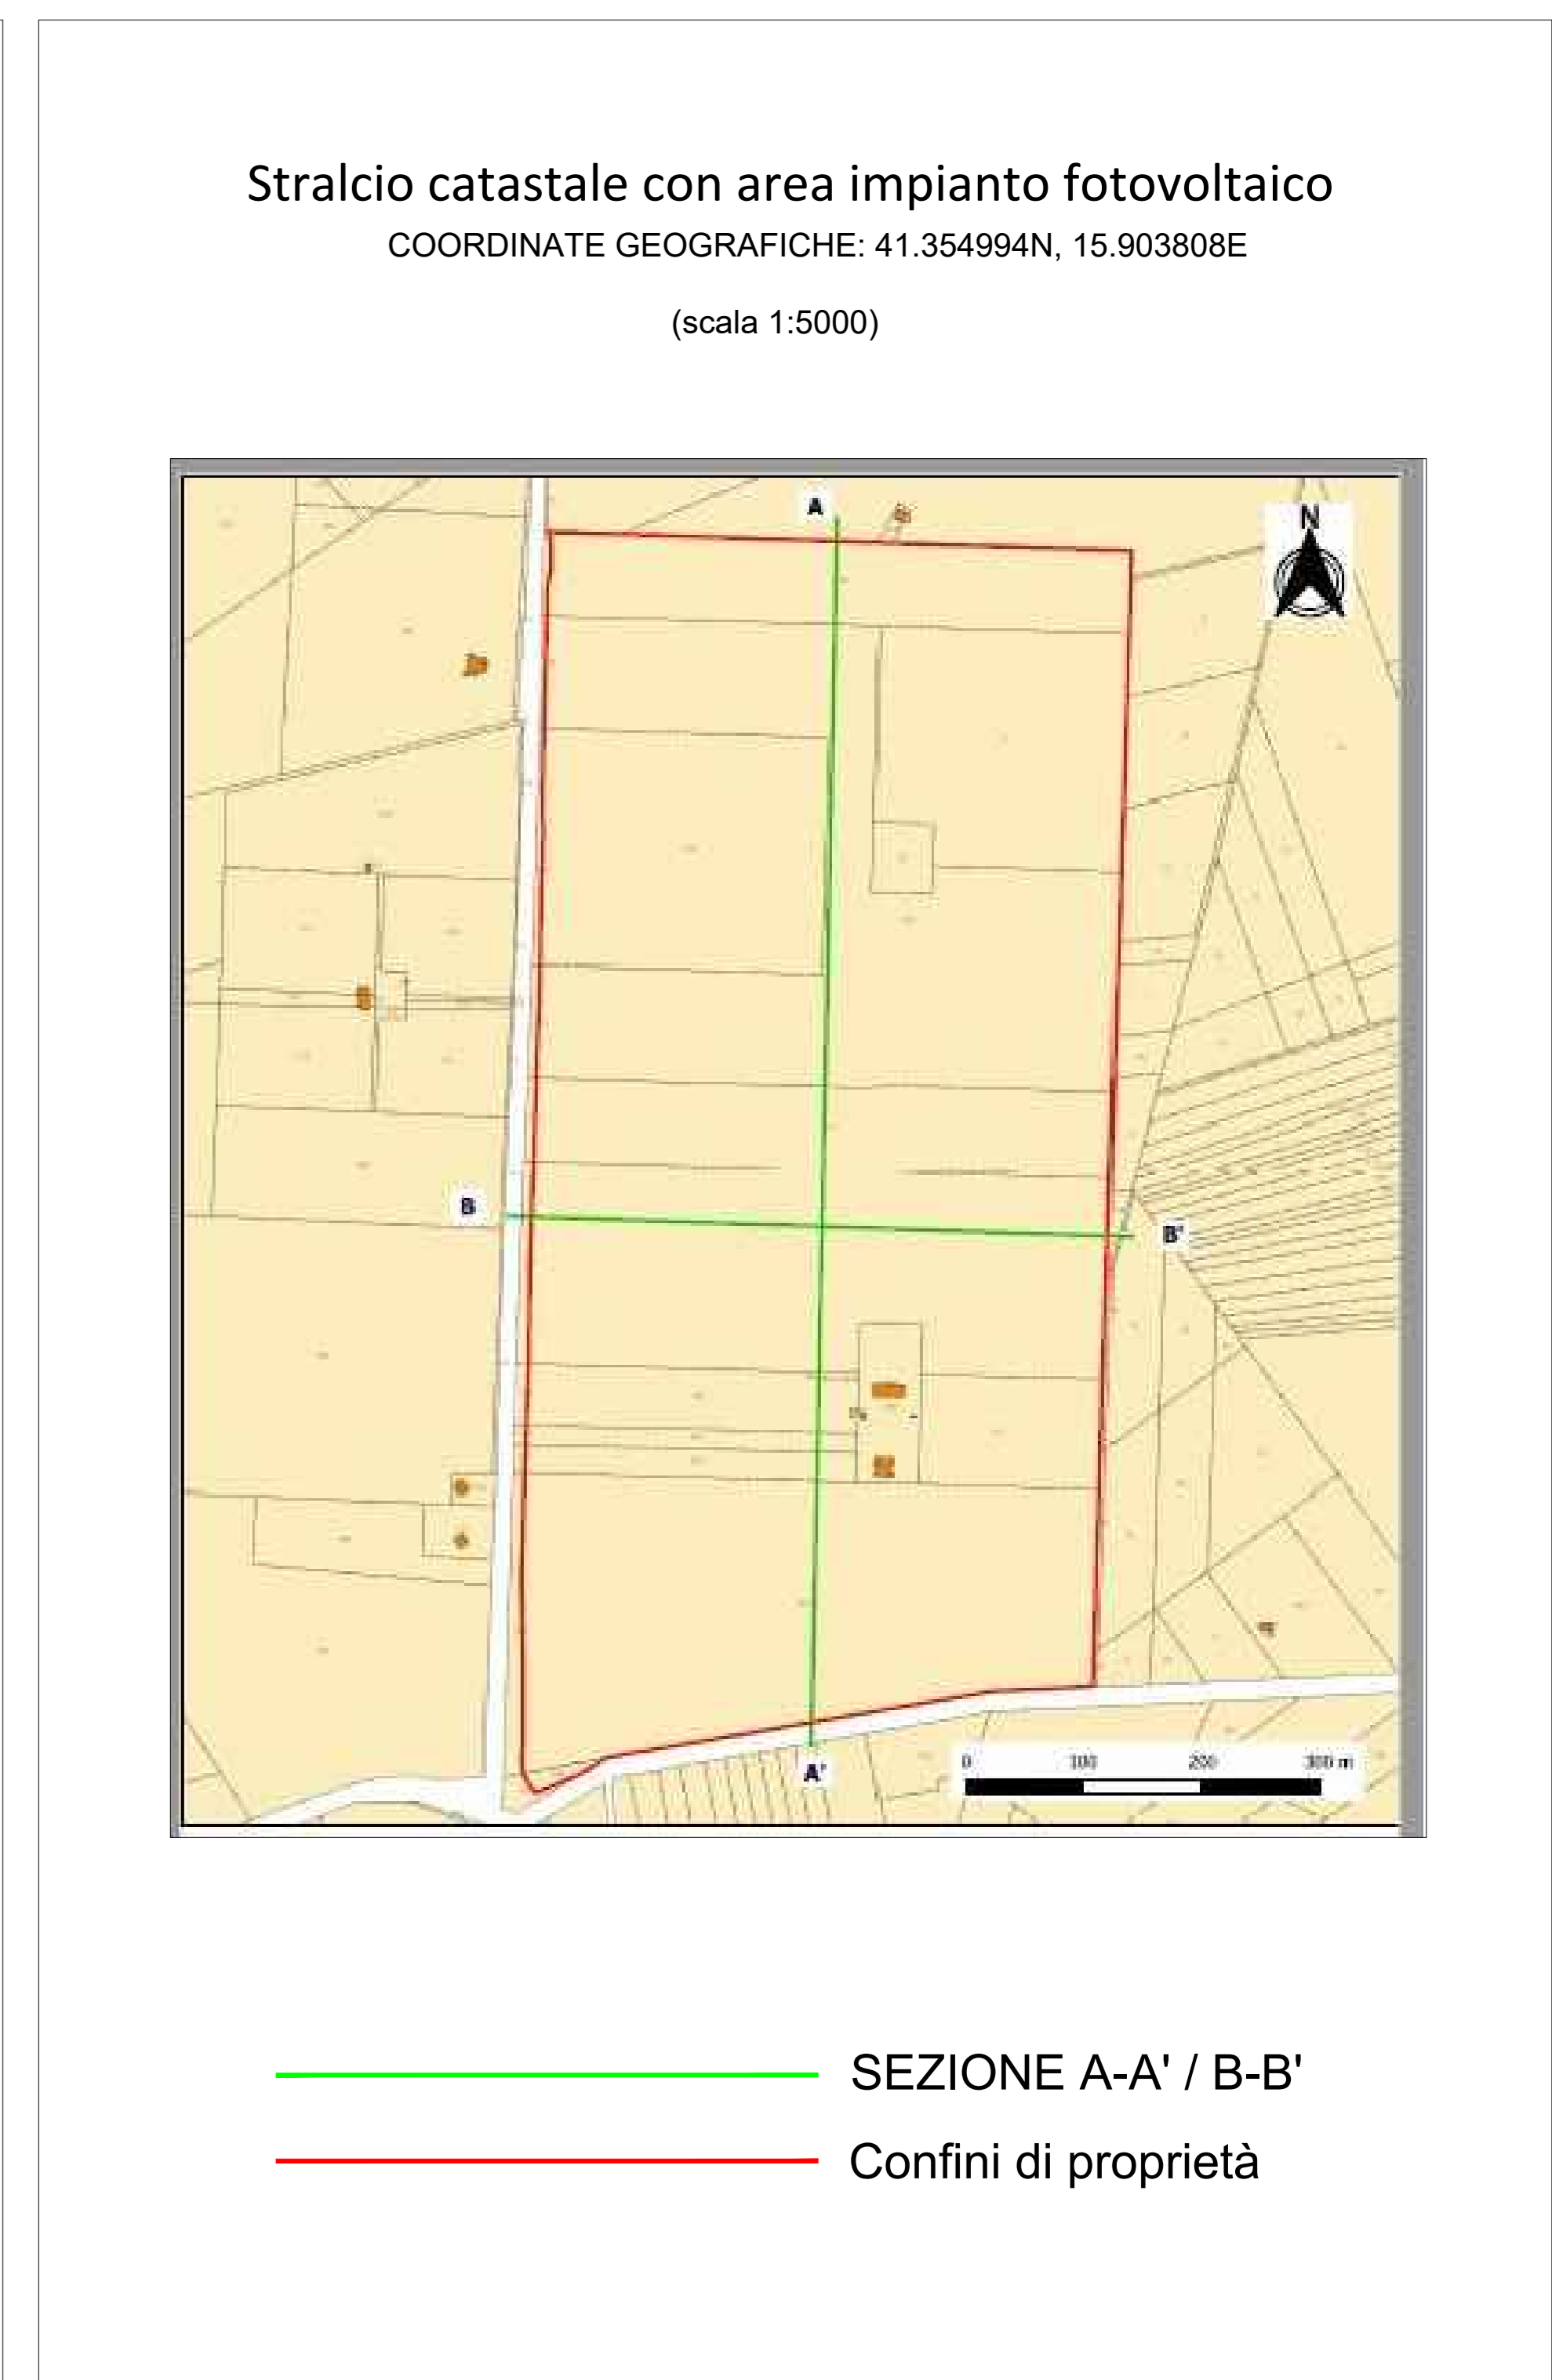 Stralcio catastale con area impianto fotovoltaico
COORDINATE GEOGRAFICHE: 41.354994N, 15.903808E
(scala 1:5000)
A
N
B
B'
A'
0 100 200 300 m
SEZIONE A-A' / B-B'
Confini di proprietà